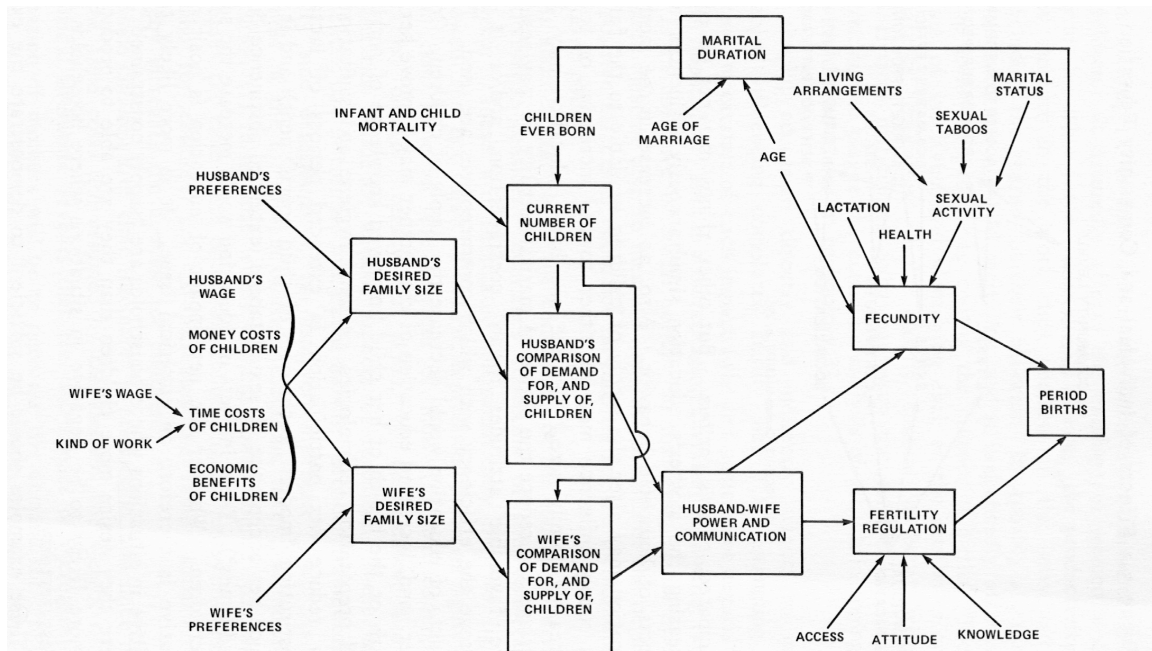 MARITAL
DURATION
LIVING
ARRANGEMENTS
MARITAL
STATUS
INFANT AND CHILD
MORTALITY
CHILDREN
EVER BORN
AGE OF
MARRIAGE
SEXUAL
TABOOS
AGE
HUSBAND'S
PREFERENCES
CURRENT
NUMBER OF
CHILDREN
LACTATION
SEXUAL
ACTIVITY
HEALTH
HUSBAND'S
WAGE
HUSBAND'S
DESIRED
FAMILY SIZE
FECUNDITY
MONEY COSTS
OF CHILDREN
HUSBAND'S
COMPARISON
OF DEMAND
FOR, AND
SUPPLY OF,
CHILDREN
PERIOD
BIRTHS
WIFE'S WAGE
TIME COSTS
OF CHILDREN
KIND OF WORK
ECONOMIC
BENEFITS
OF CHILDREN
WIFE'S
DESIRED
FAMILY SIZE
HUSBAND-WIFE
POWER AND
COMMUNICATION
FERTILITY
REGULATION
WIFE'S
COMPARISON
OF DEMAND
FOR, AND
SUPPLY OF,
CHILDREN
WIFE'S
PREFERENCES
ACCESS
ATTITUDE
KNOWLEDGE